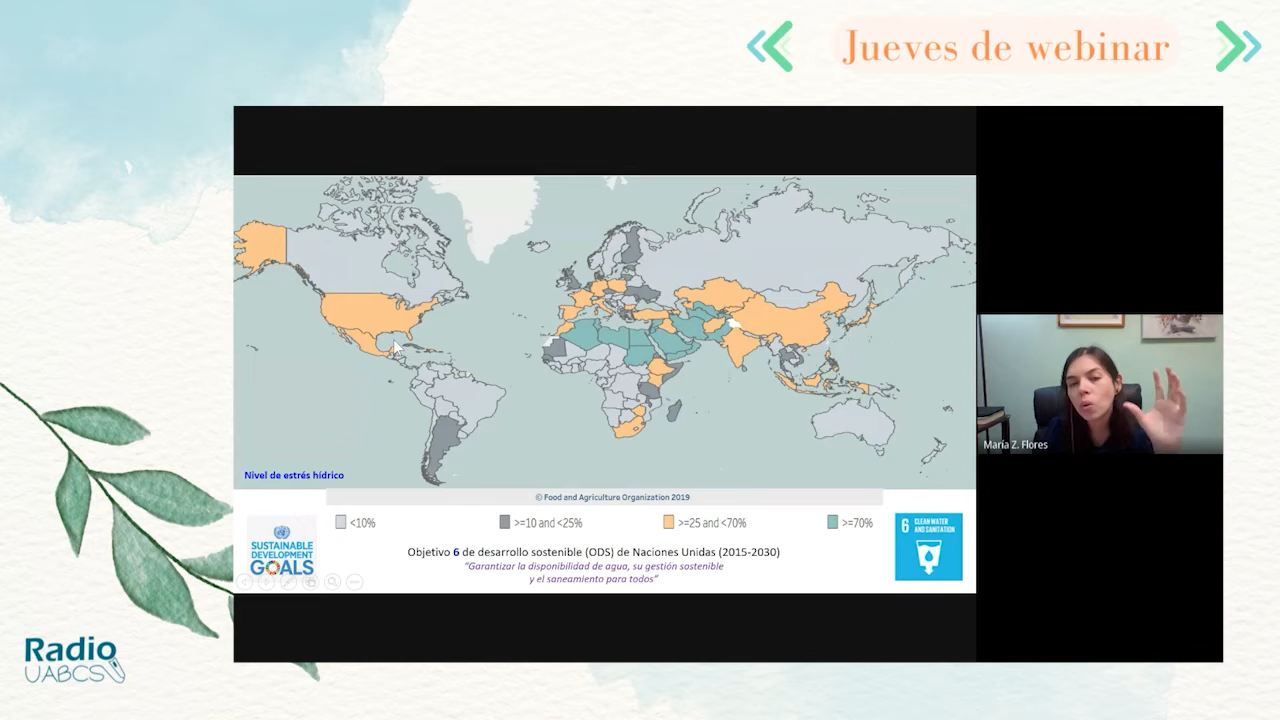 Jueves de webinar
María Z. Flores
Nivel de estrés hídrico
© Food and Agriculture Organization 2019
<10%
>=10 and <25%
>=25 and <70%
>=70%
SUSTAINABLE
DEVELOPMENT
GOALS
Objetivo 6 de desarrollo sostenible (ODS) de Naciones Unidas (2015-2030)
“Garantizar la disponibilidad de agua, su gestión sostenible
y el saneamiento para todos”
6 CLEAN WATER
AND SANITATION
Radio
UABCS